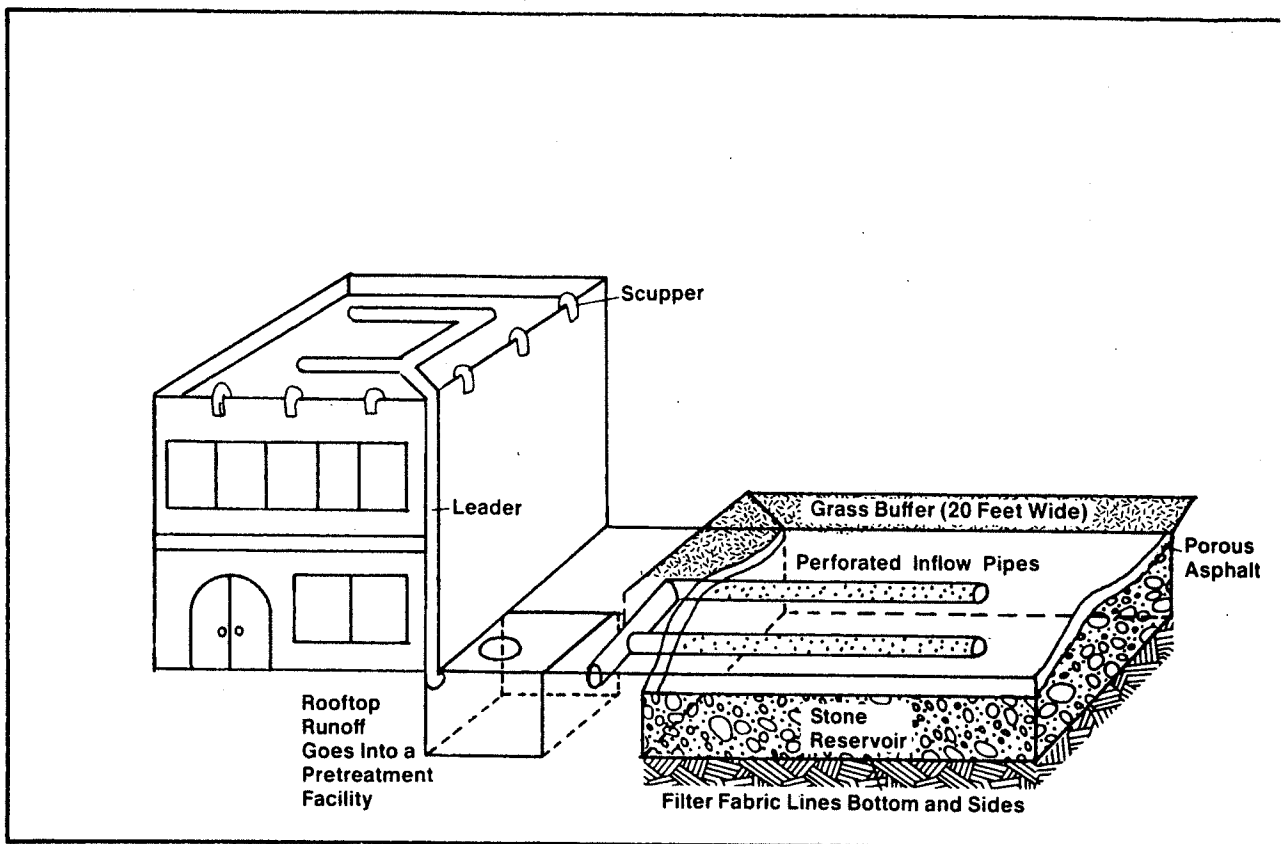 Scupper
Leader
Grass Buffer (20 Feet Wide)
Perforated Inflow Pipes
Porous
Asphalt
Rooftop
Runoff
Goes Into a
Pretreatment
Facility
Stone
Reservoir
Filter Fabric Lines Bottom and Sides